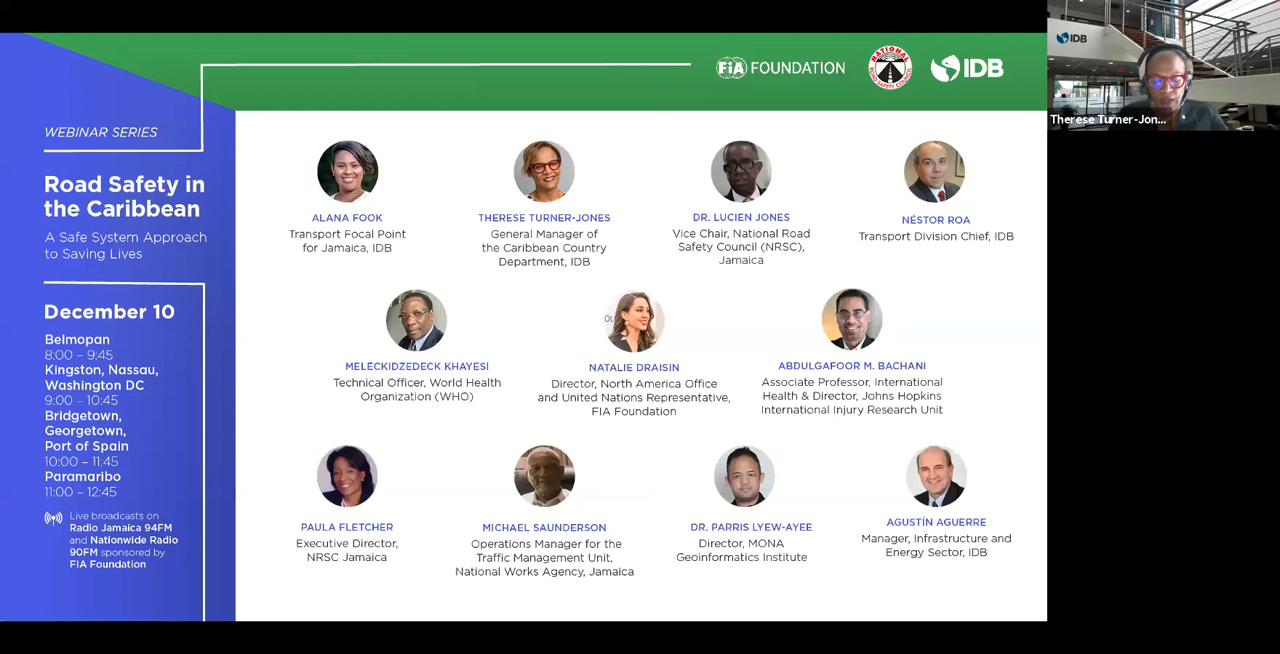 WEBINAR SERIES
Road Safety in
the Caribbean
A Safe System Approach
to Saving Lives
December 10
Belmopan
8:00 – 9:45
Kingston, Nassau,
Washington DC
9:00 – 10:45
Bridgetown,
Georgetown,
Port of Spain
10:00 – 11:45
Paramaribo
11:00 – 12:45
Live broadcasts on
Radio Jamaica 94FM
and Nationwide Radio
90FM sponsored by
FIA Foundation
FiA FOUNDATION
NATIONAL
ROAD SAFETY COUNCIL
IDB
ALANA FOOK
Transport Focal Point
for Jamaica, IDB
THERESE TURNER-JONES
General Manager of
the Caribbean Country
Department, IDB
DR. LUCIEN JONES
Vice Chair, National Road
Safety Council (NRSC),
Jamaica
NÉSTOR ROA
Transport Division Chief, IDB
MELECKIDZEDECK KHAYESI
Technical Officer, World Health
Organization (WHO)
NATALIE DRAISIN
Director, North America Office
and United Nations Representative,
FIA Foundation
ABDULGAFOOR M. BACHANI
Associate Professor, International
Health & Director, Johns Hopkins
International Injury Research Unit
PAULA FLETCHER
Executive Director,
NRSC Jamaica
MICHAEL SAUNDERSON
Operations Manager for the
Traffic Management Unit,
National Works Agency, Jamaica
DR. PARRIS LYEW-AYEE
Director, MONA
Geoinformatics Institute
AGUSTÍN AGUERRE
Manager, Infrastructure and
Energy Sector, IDB
IDB
Therese Turner-Jon...